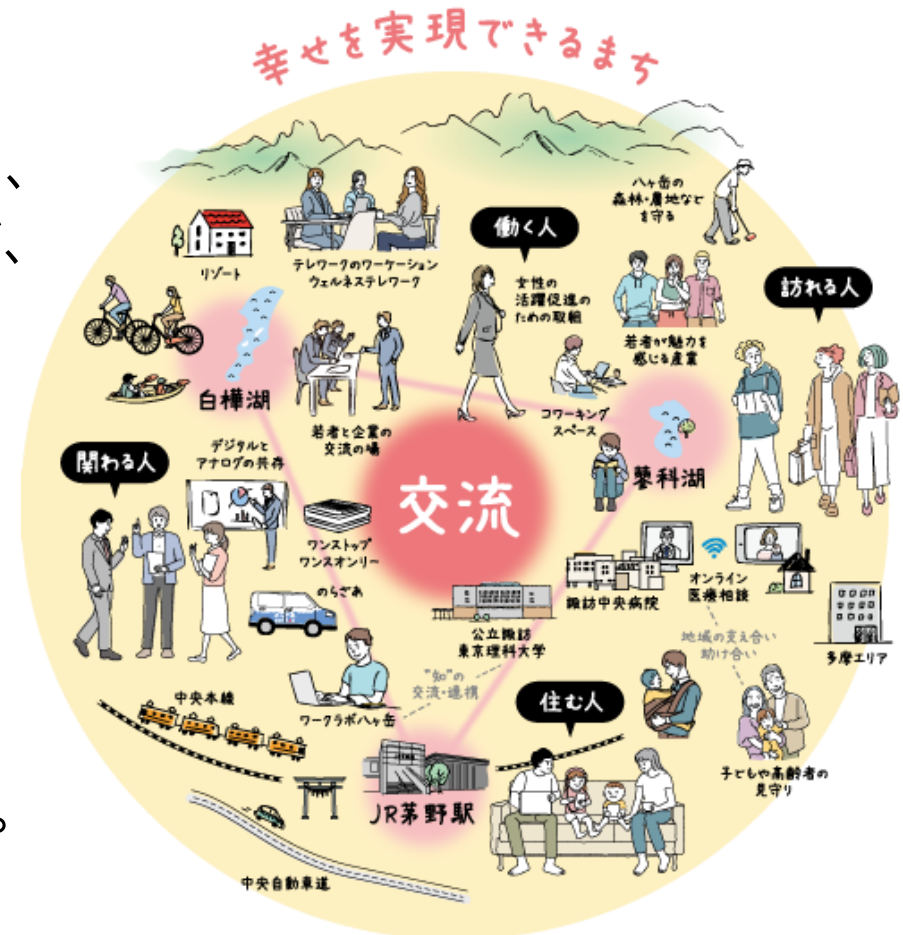 幸せを実現できるまち
八ヶ岳の
森林・農地など
を守る
働く人
リゾート
テレワークのワーケーション
ウェルネステレワーク
女性の
活躍促進の
ための取組
訪れる人
若者が魅力を
感じる産業
白樺湖
コワーキング
スペース
若者と企業の
交流の場
デジタルと
アナログの共存
関わる人
蓼科湖
交流
ワンストップ
ワンスオンリー
のらざあ
諏訪中央病院
オンライン
医療相談
公立諏訪
東京理科大学
地域の支え合い
助け合い
多摩エリア
"知"の
交流・連携
中央本線
ワークラボ八ヶ岳
住む人
子どもや高齢者の
見守り
JR茅野駅
中央自動車道